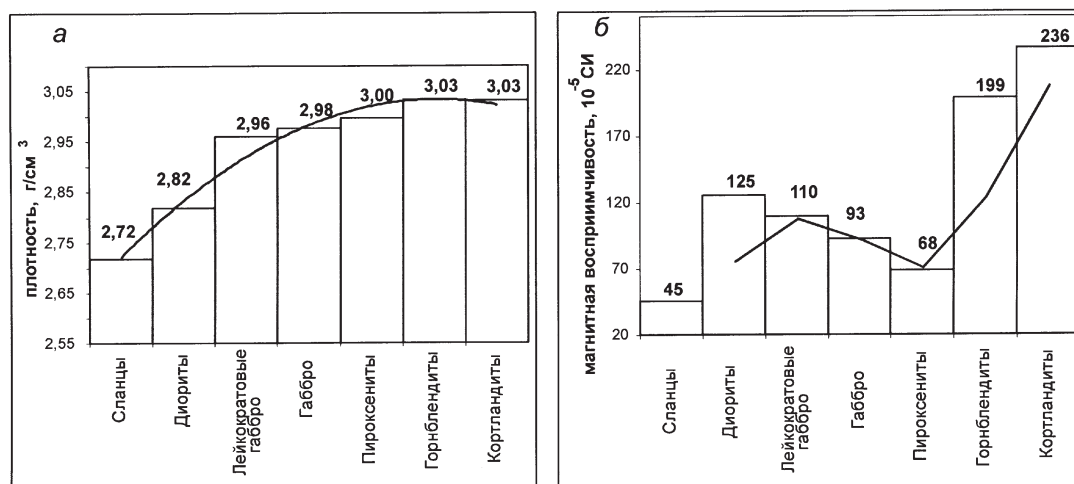 а
плотность, г/см 3
3,05
2,95
2,85
2,75
2,65
2,55
2,72
2,82
2,96
2,98
3,00
3,03
3,03
Сланцы
Диориты
Лейкократовые
габбро
Габбро
Пироксениты
Горнблендиты
Кортландиты
б
магнитная восприимчивость, 10 -5 СИ
220
170
120
70
20
45
125
110
93
68
199
236
Сланцы
Диориты
Лейкократовые
габбро
Габбро
Пироксениты
Горнблендиты
Кортландиты